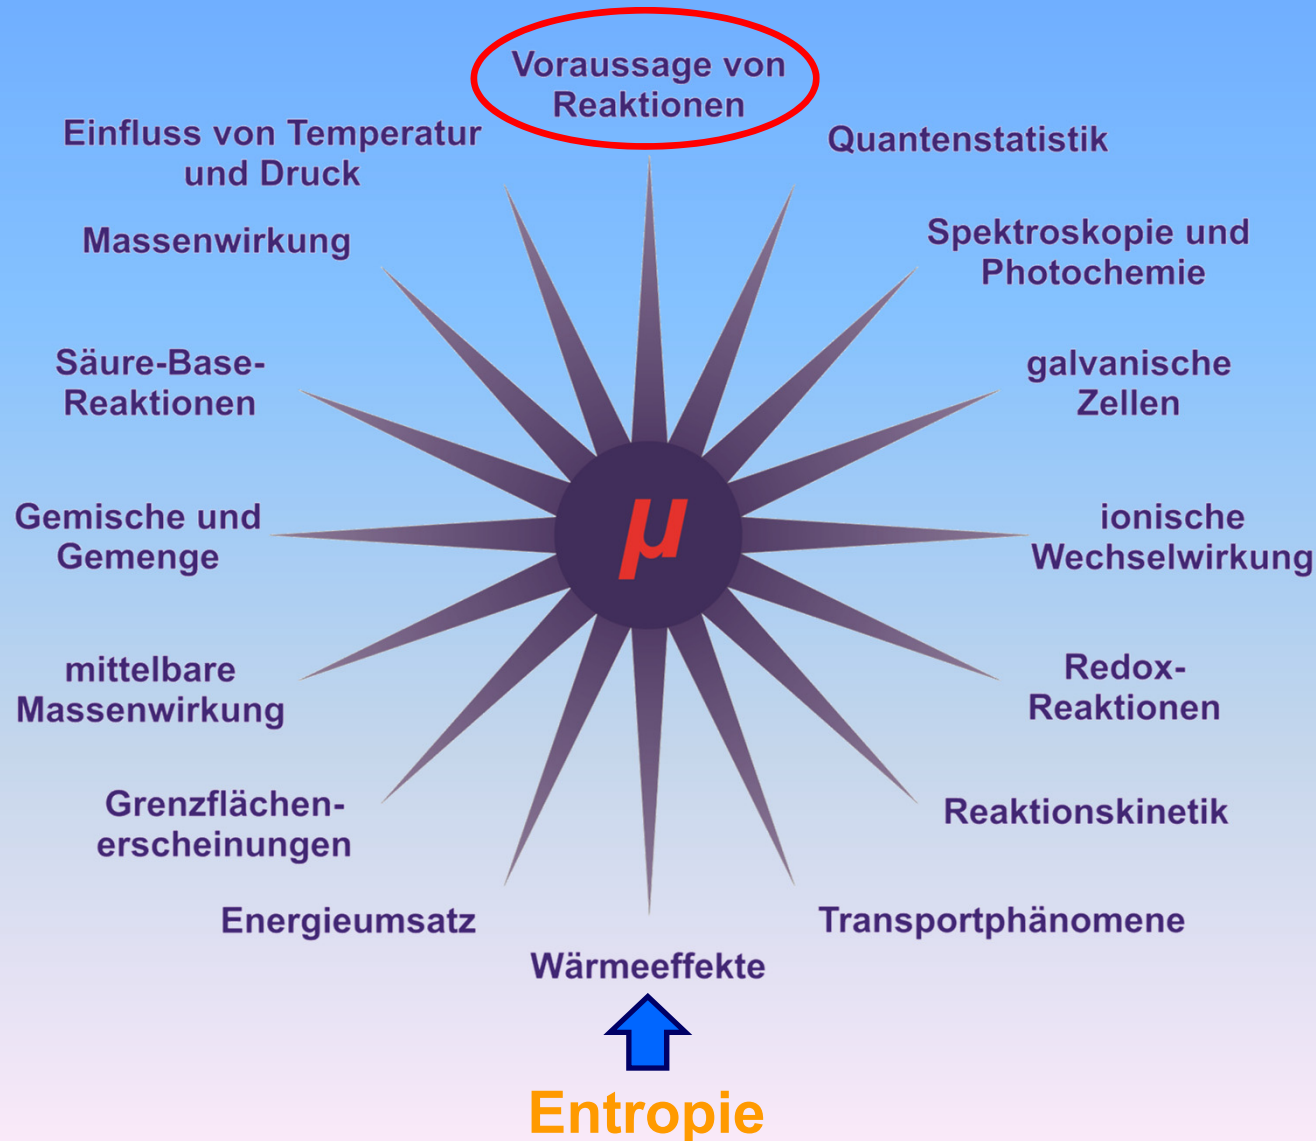 Voraussage von
Reaktionen
Einfluss von Temperatur
und Druck
Quantenstatistik
Massenwirkung
Spektroskopie und
Photochemie
Säure-Base-
Reaktionen
galvanische
Zellen
Gemische und
Gemenge
μ
ionische
Wechselwirkung
mittelbare
Massenwirkung
Redox-
Reaktionen
Grenzflächen-
erscheinungen
Reaktionskinetik
Energieumsatz
Transportphänomene
Wärmeeffekte
Entropie